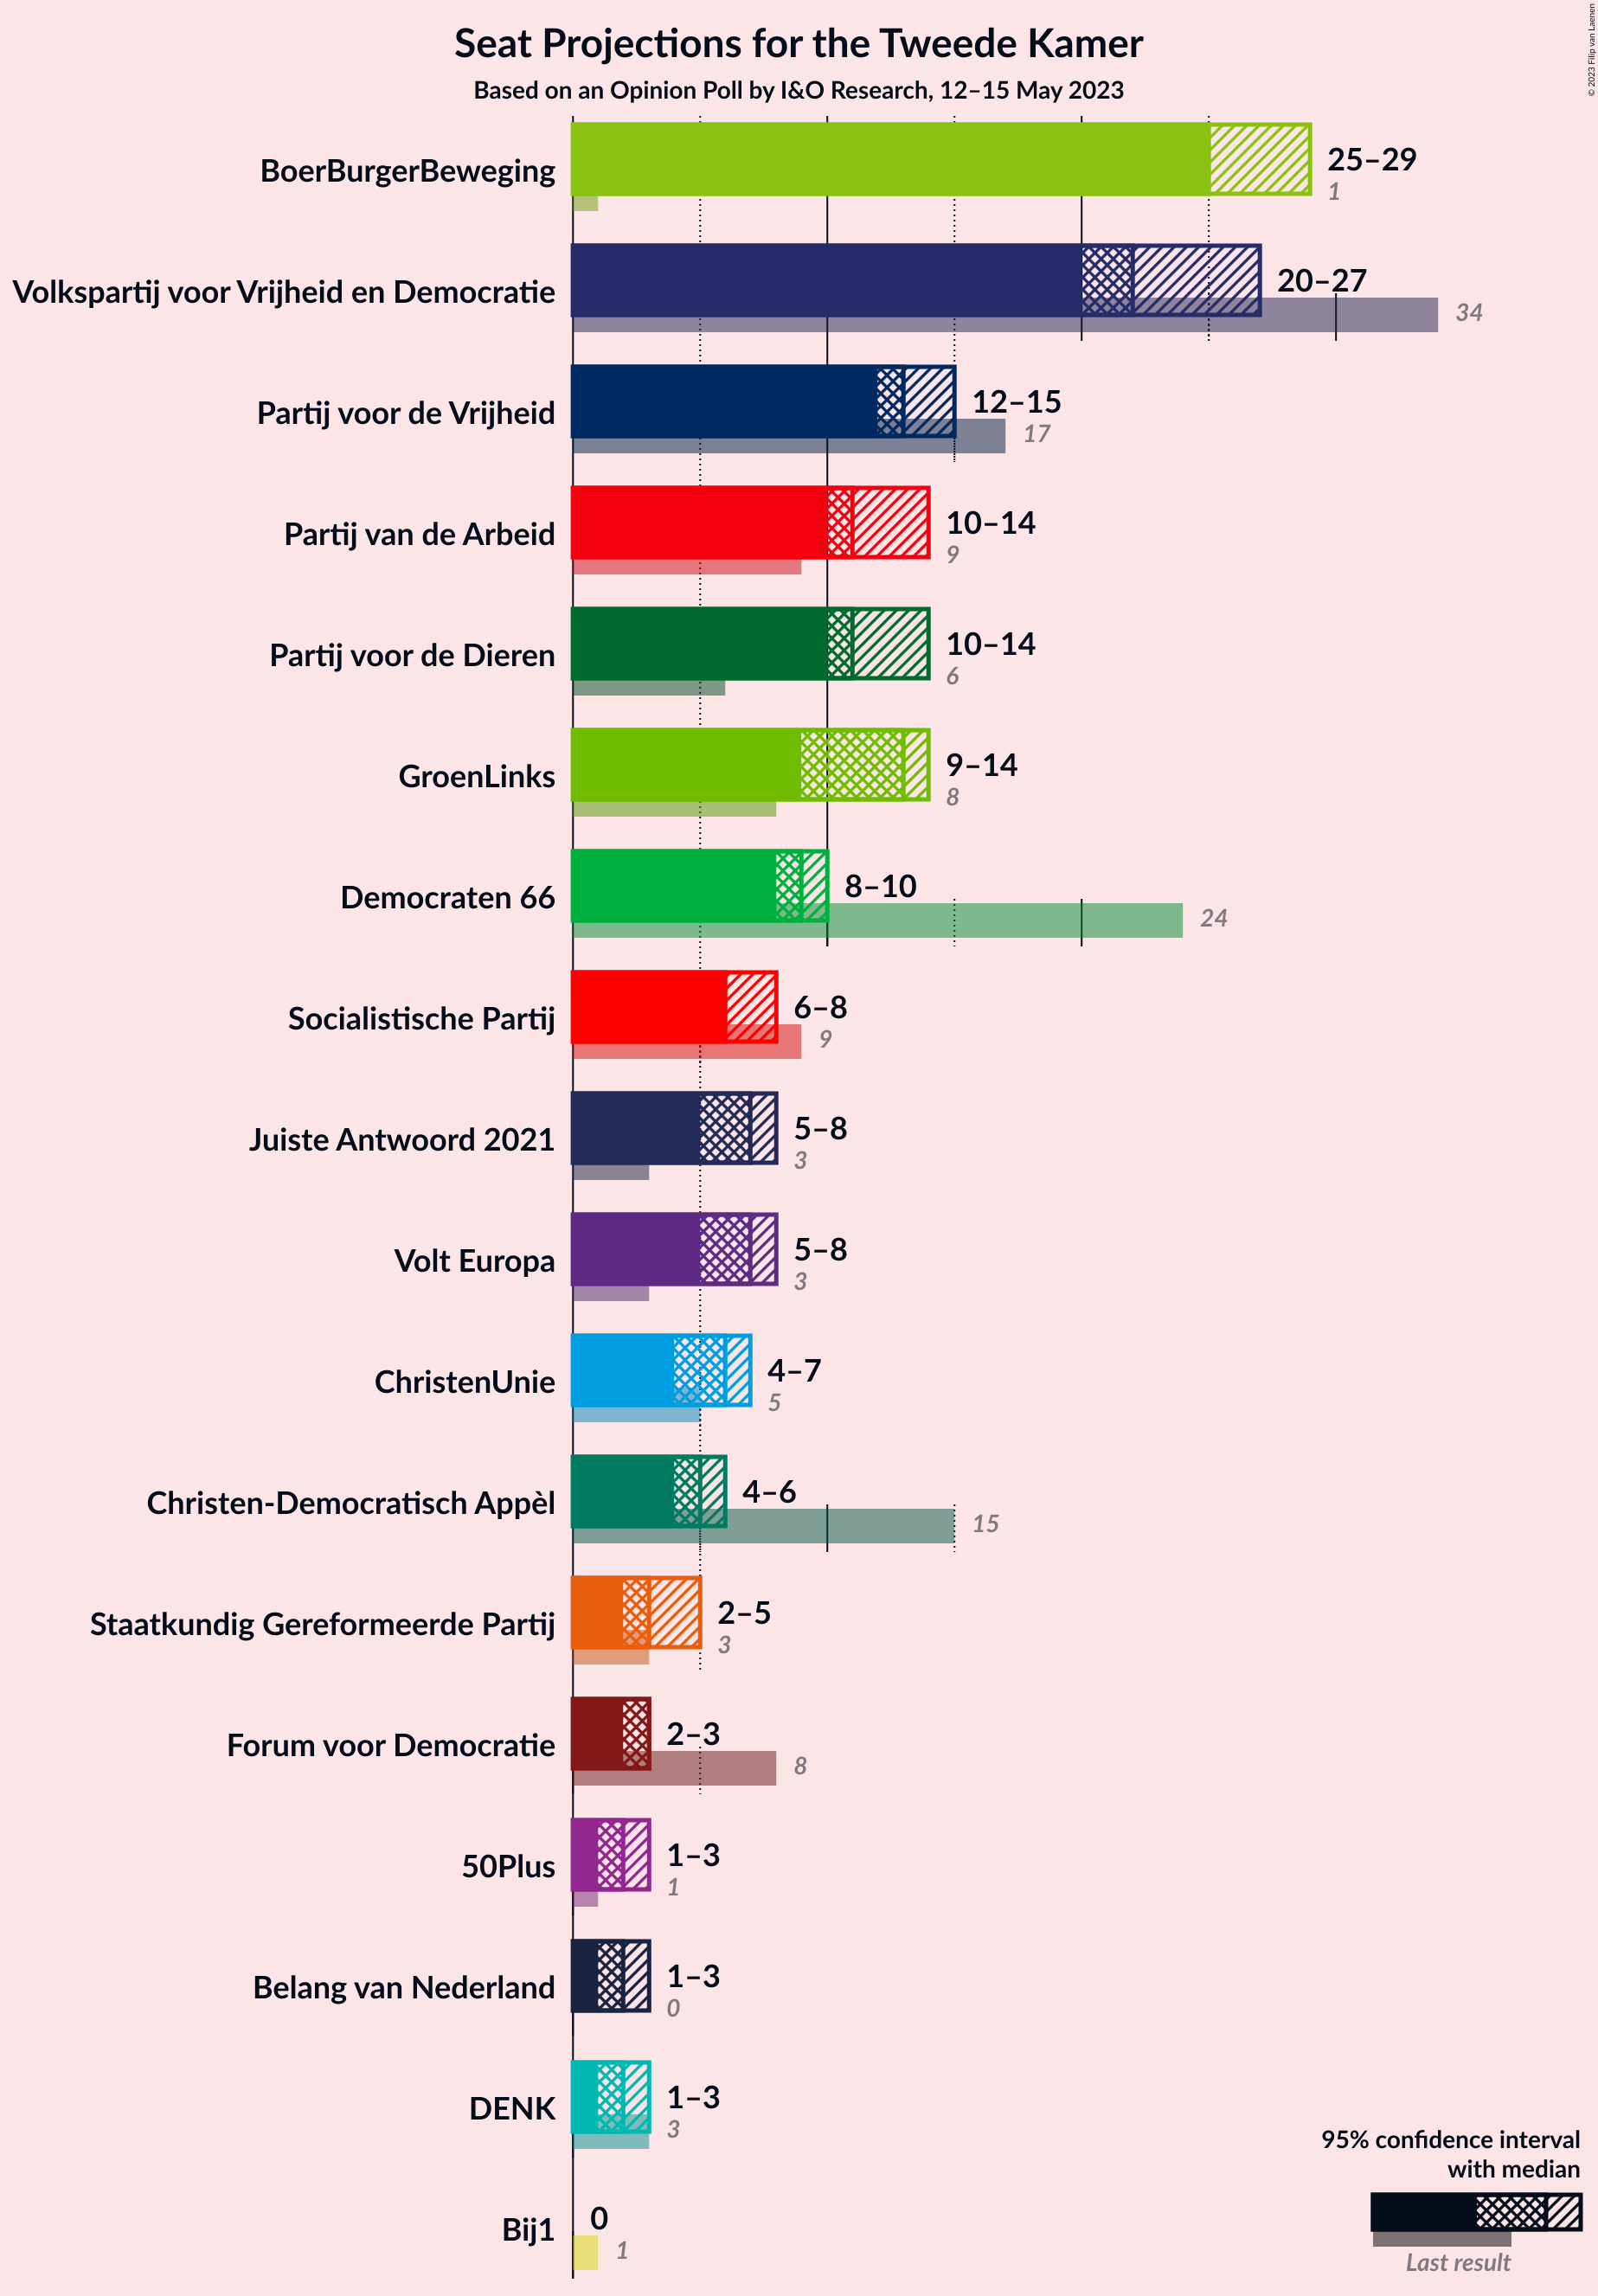 Seat Projections for the Tweede Kamer
Based on an Opinion Poll by I&O Research, 12–15 May 2023
© 2023 Filip van Laenen
BoerBurgerBeweging
25–29
1
Volkspartij voor Vrijheid en Democratie
20–27
34
Partij voor de Vrijheid
12–15
17
Partij van de Arbeid
10–14
9
Partij voor de Dieren
10–14
6
GroenLinks
9–14
8
Democraten 66
8–10
24
Socialistische Partij
6–8
9
Juiste Antwoord 2021
5–8
3
Volt Europa
5–8
3
ChristenUnie
4–7
5
Christen-Democratisch Appèl
4–6
15
Staatkundig Gereformeerde Partij
2–5
3
Forum voor Democratie
2–3
8
50Plus
1–3
1
Belang van Nederland
1–3
0
DENK
1–3
3
Bij1
0
1
95% confidence interval
with median
Last result